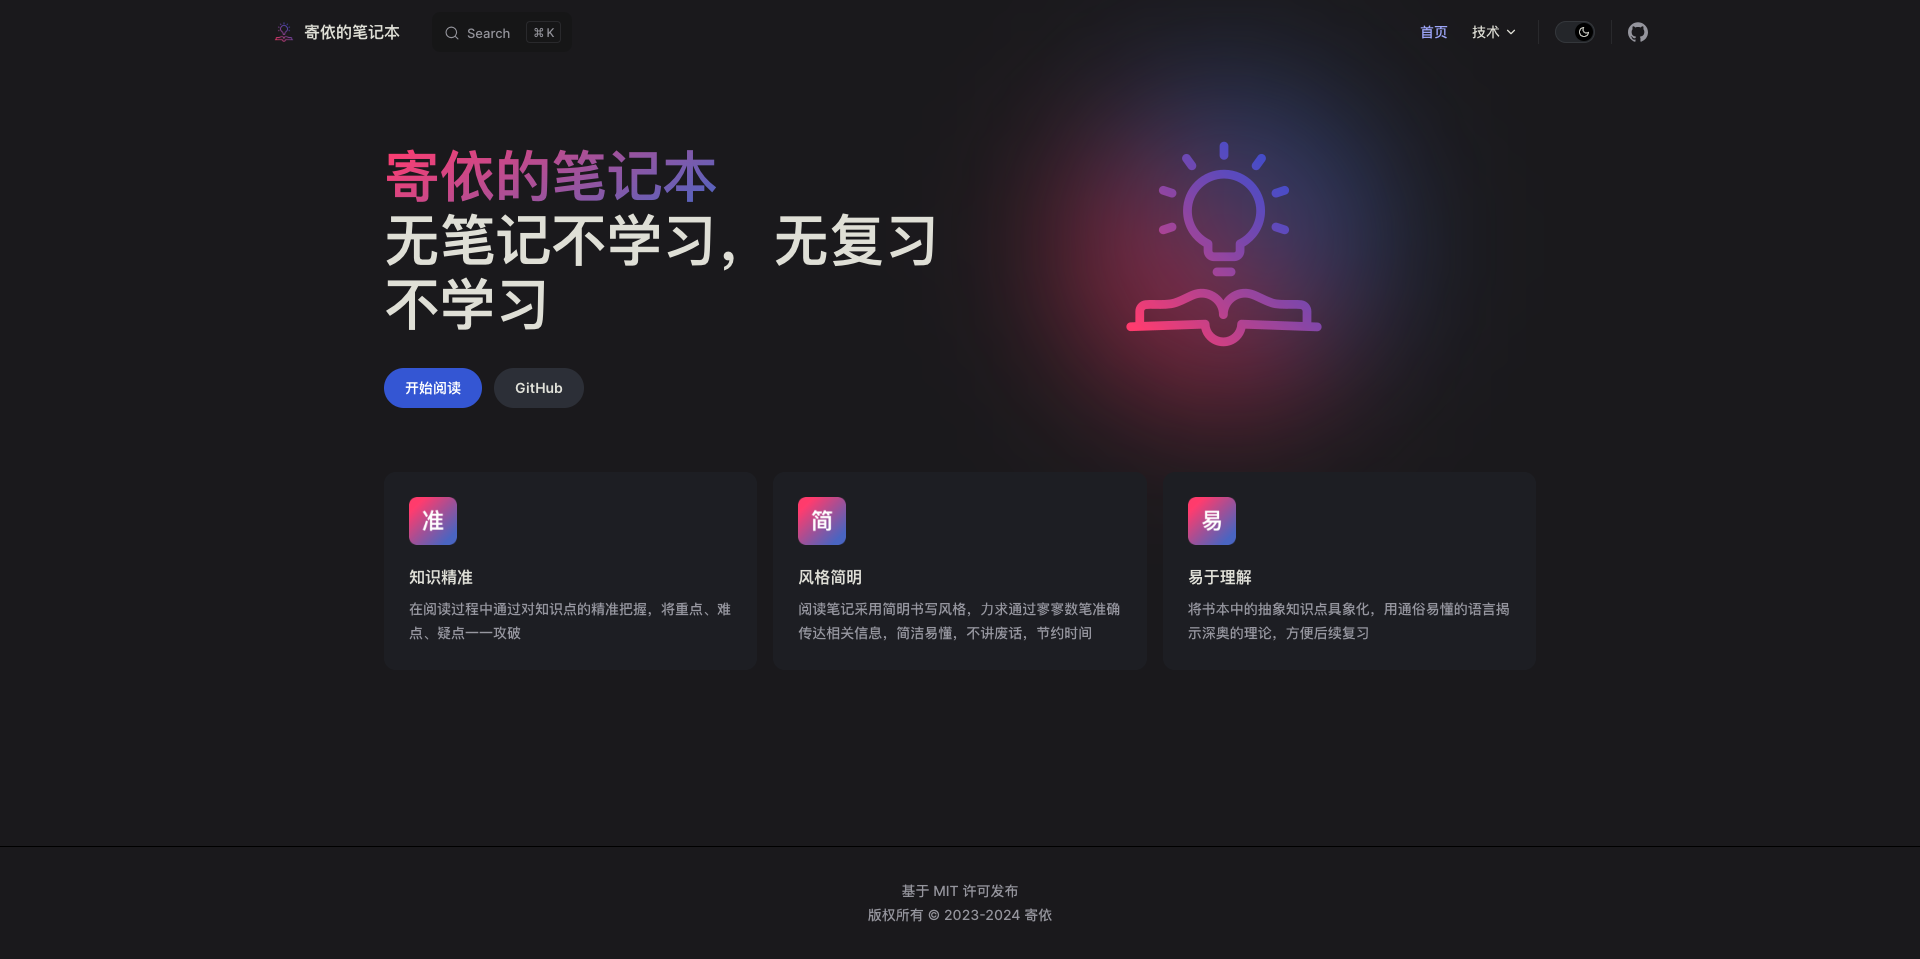 寄依的笔记本
Search
⌘ K
首页
技术
寄依的笔记本
无笔记不学习，无复习
不学习
开始阅读
GitHub
准
知识精准
在阅读过程中通过对知识点的精准把握，将重点、难
点、疑点一一攻破
简
风格简明
阅读笔记采用简明书写风格，力求通过寥寥数笔准确
传达相关信息，简洁易懂，不讲废话，节约时间
易
易于理解
将书本中的抽象知识点具象化，用通俗易懂的语言揭
示深奥的理论，方便后续复习
基于 MIT 许可发布
版权所有 © 2023-2024 寄依